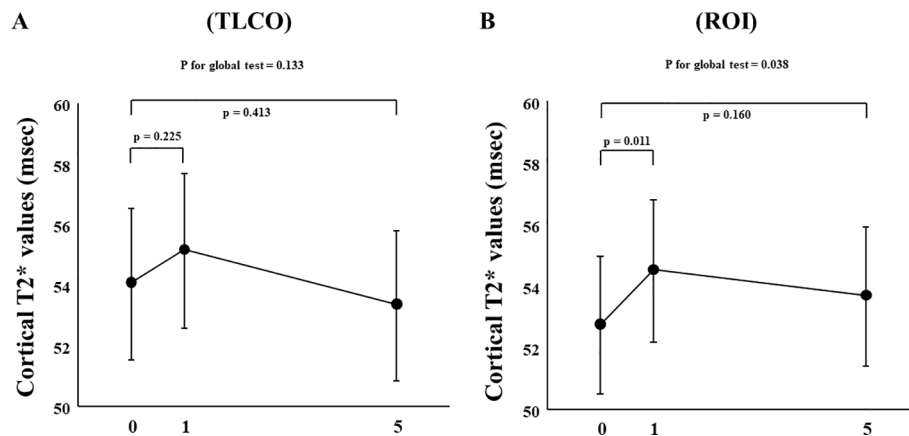 A (TLCO)
P for global test = 0.133
p = 0.413
p = 0.225
Cortical T2* values (msec)
60
58
56
54
52
50
0 1 5
B (ROI)
P for global test = 0.038
p = 0.160
p = 0.011
Cortical T2* values (msec)
60
58
56
54
52
50
0 1 5